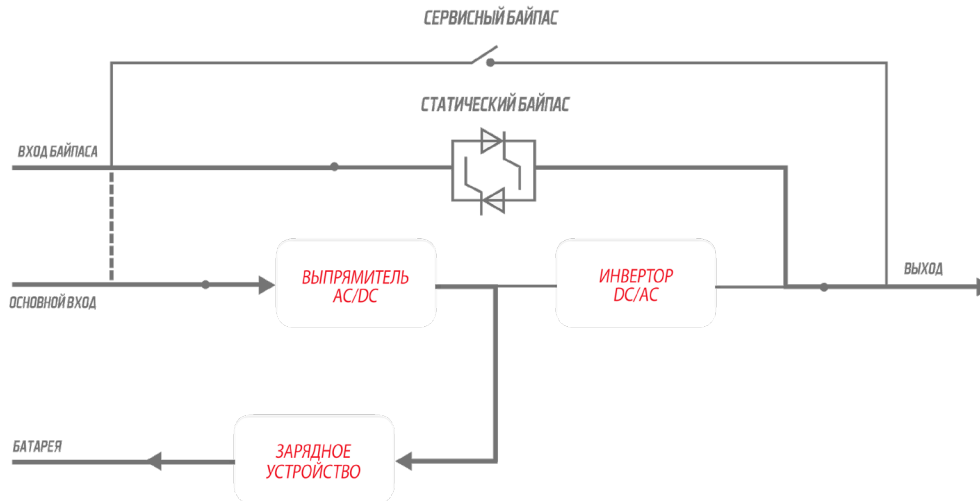 СЕРВИСНЫЙ БАЙПАС
СТАТИЧЕСКИЙ БАЙПАС
ВХОД БАЙПАСА
ВЫПРЯМИТЕЛЬ
AC/DC
ИНВЕРТОР
DC/AC
ВЫХОД
ОСНОВНОЙ ВХОД
БАТАРЕЯ
ЗАРЯДНОЕ
УСТРОЙСТВО